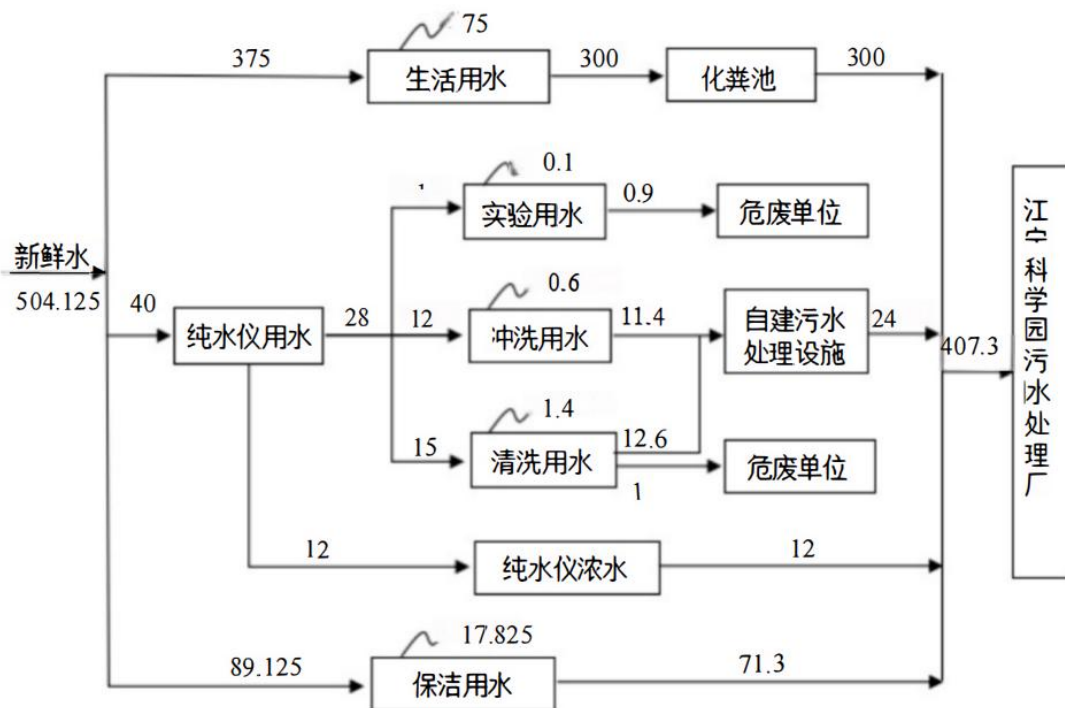 75
375
生活用水
300
化粪池
300
0.1
1
实验用水
0.9
危废单位
新鲜水
504.125
40
纯水仪用水
28
0.6
12
冲洗用水
11.4
自建污水
处理设施
24
407.3
1.4
15
清洗用水
12.6
1
危废单位
12
纯水仪浓水
12
17.825
89.125
保洁用水
71.3
江宁科学园污水处理厂